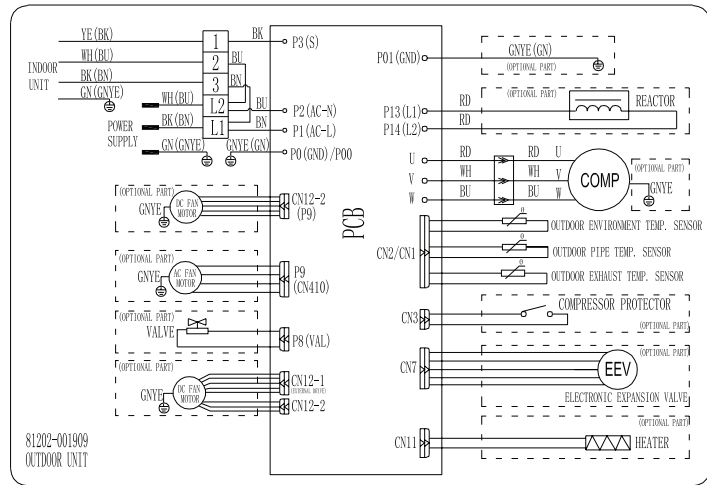 YE(BK)
WH(BU)
BK(BN)
GN(GNYE)
INDOOR
UNIT
1
2
3
L2
L1
BK
BU
BN
P3(S)
WH(BU)
BK(BN)
GN(GNYE)
POWER
SUPPLY
BU
BN
GNYE(GN)
P2(AC-N)
P1(AC-L)
P0(GND)/P00
(OPTIONAL PART)
DC FAN
MOTOR
GNYE
CN12-2
(P9)
(OPTIONAL PART)
AC FAN
MOTOR
GNYE
P9
(CN410)
(OPTIONAL PART)
VALVE
P8(VAL)
(OPTIONAL PART)
DC FAN
MOTOR
GNYE
CN12-1
(EXTERNAL DRIVE)
CN12-2
81202-001909
OUTDOOR UNIT
PCB
P01(GND)
GNYE(GN)
(OPTIONAL PART)
P13(L1)
P14(L2)
RD
RD
(OPTIONAL PART)
REACTOR
U
RD
RD
U
V
WH
WH
V
W
BU
BU
W
COMP
(OPTIONAL PART)
GNYE
CN2/CN1
θ
OUTDOOR ENVIRONMENT TEMP. SENSOR
θ
OUTDOOR PIPE TEMP. SENSOR
θ
OUTDOOR EXHAUST TEMP. SENSOR
CN3
COMPRESSOR PROTECTOR
(OPTIONAL PART)
CN7
(OPTIONAL PART)
EEV
ELECTRONIC EXPANSION VALVE
CN11
(OPTIONAL PART)
HEATER